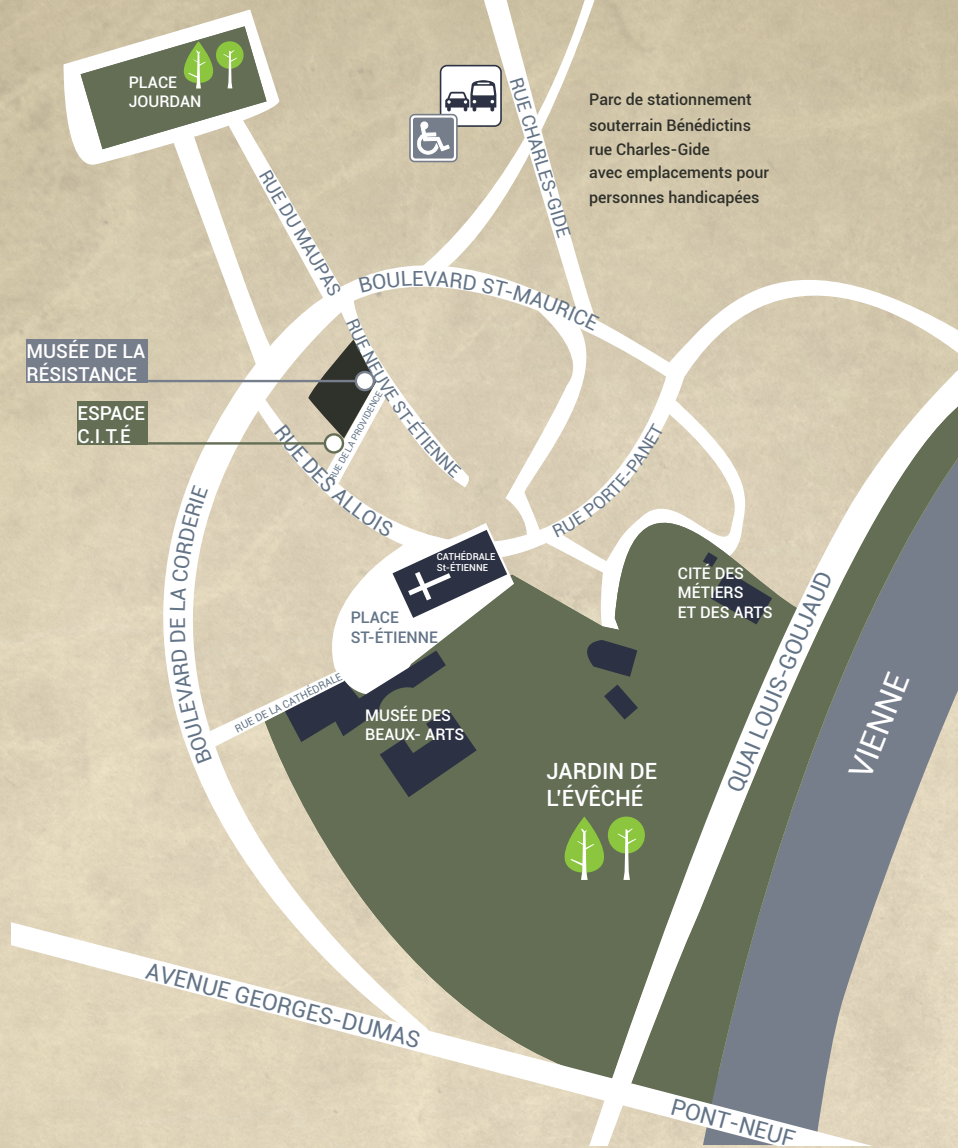 PLACE
JOURDAN
Parc de stationnement
souterrain Bénédictins
rue Charles-Gide
avec emplacements pour
personnes handicapées
RUE CHARLES-GIDE
RUE DU MAUPAS
BOULEVARD ST-MAURICE
MUSÉE DE LA
RÉSISTANCE
ESPACE
C.I.T.É
RUE NEUVE ST-ÉTIENNE
RUE DE LA PROVIDENCE
RUE DES ALLOIS
RUE PORTE-PANET
BOULEVARD DE LA CORDERIE
CATHÉDRALE
St-ÉTIENNE
PLACE
ST-ÉTIENNE
CITÉ DES
MÉTIERS
ET DES ARTS
RUE DE LA CATHÉDRALE
MUSÉE DES
BEAUX- ARTS
JARDIN DE
L'ÉVÊCHÉ
QUAI LOUIS-GOUJAUD
VIENNE
AVENUE GEORGES-DUMAS
PONT-NEUF